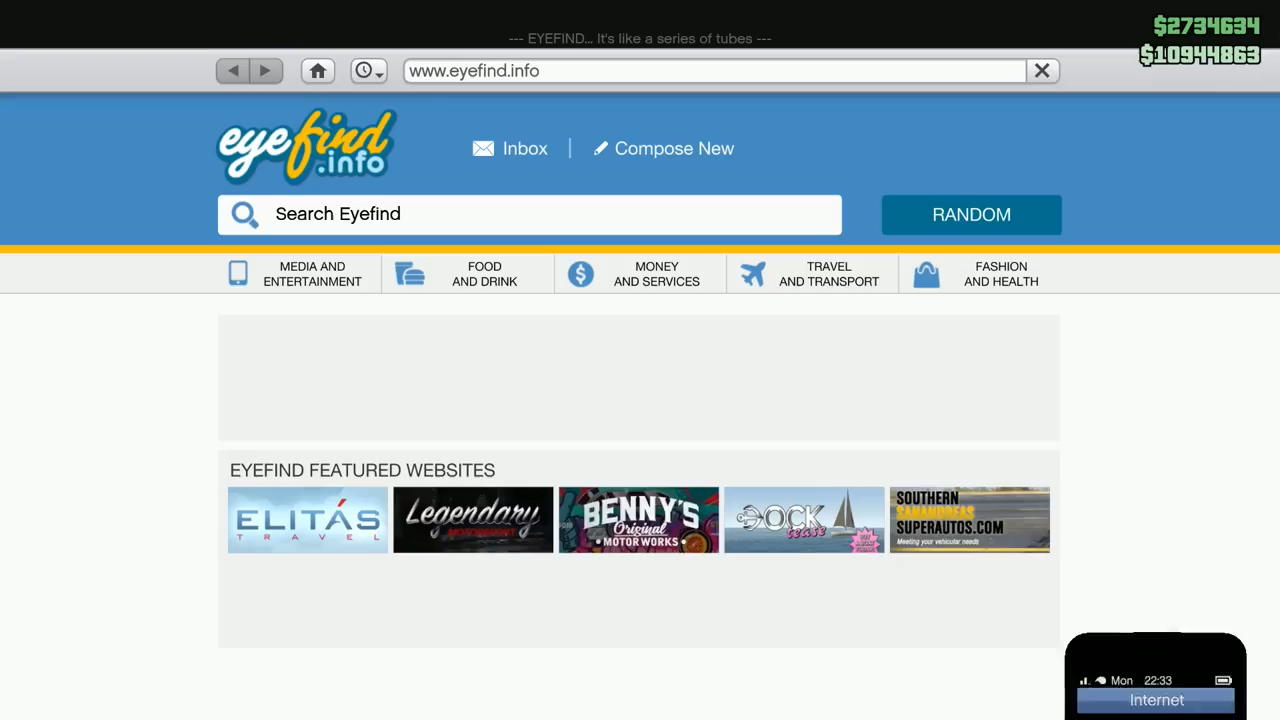 $2734634
--- EYEFIND... It's like a series of tubes ---
$10944863
www.eyefind.info
eyefind
.info
Inbox
Compose New
Search Eyefind
RANDOM
MEDIA AND
ENTERTAINMENT
FOOD
AND DRINK
MONEY
AND SERVICES
TRAVEL
AND TRANSPORT
FASHION
AND HEALTH
EYEFIND FEATURED WEBSITES
ELITÁS
TRAVEL
Legendary
MOTORSPORT
BENNY'S
Original
MOTOR WORKS
DOCK
tease
SOUTHERN
SANANDREAS
SUPERAUTOS.COM
Meeting your vehicular needs
Mon 22:33
Internet